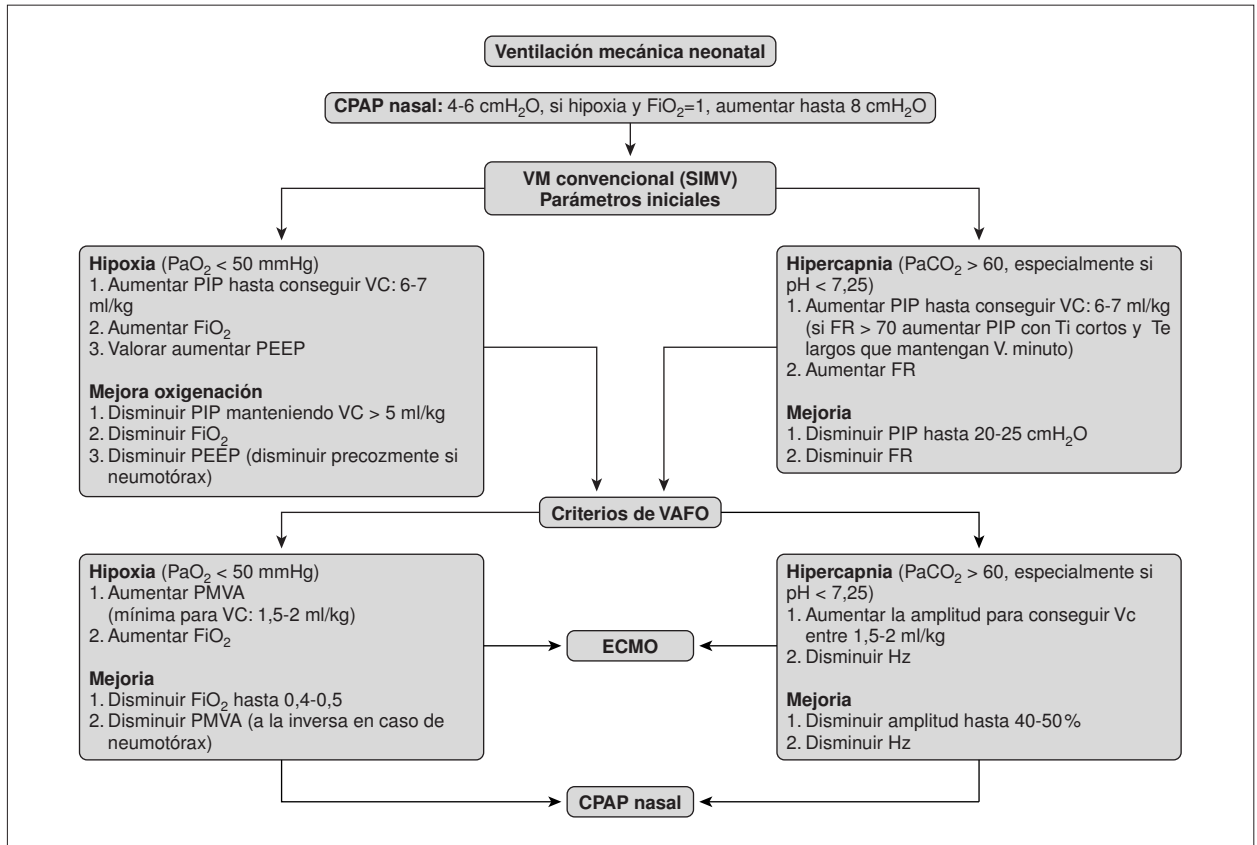 Ventilación mecánica neonatal
CPAP nasal: 4-6 cmH₂O, si hipoxia y FiO₂=1, aumentar hasta 8 cmH₂O
VM convencional (SIMV)
Parámetros iniciales
Hipoxia (PaO₂ < 50 mmHg)
1. Aumentar PIP hasta conseguir VC: 6-7
ml/kg
2. Aumentar FiO₂
3. Valorar aumentar PEEP
Mejora oxigenación
1. Disminuir PIP manteniendo VC > 5 ml/kg
2. Disminuir FiO₂
3. Disminuir PEEP (disminuir precozmente si
neumotórax)
Hipercapnia (PaCO₂ > 60, especialmente si
pH < 7,25)
1. Aumentar PIP hasta conseguir VC: 6-7 ml/kg
(si FR > 70 aumentar PIP con Ti cortos y Te
largos que mantengan V. minuto)
2. Aumentar FR
Mejoria
1. Disminuir PIP hasta 20-25 cmH₂O
2. Disminuir FR
Criterios de VAFO
Hipoxia (PaO₂ < 50 mmHg)
1. Aumentar PMVA
(mínima para VC: 1,5-2 ml/kg)
2. Aumentar FiO₂
Mejoria
1. Disminuir FiO₂ hasta 0,4-0,5
2. Disminuir PMVA (a la inversa en caso de
neumotórax)
ECMO
Hipercapnia (PaCO₂ > 60, especialmente si
pH < 7,25)
1. Aumentar la amplitud para conseguir Vc
entre 1,5-2 ml/kg
2. Disminuir Hz
Mejoria
1. Disminuir amplitud hasta 40-50%
2. Disminuir Hz
CPAP nasal